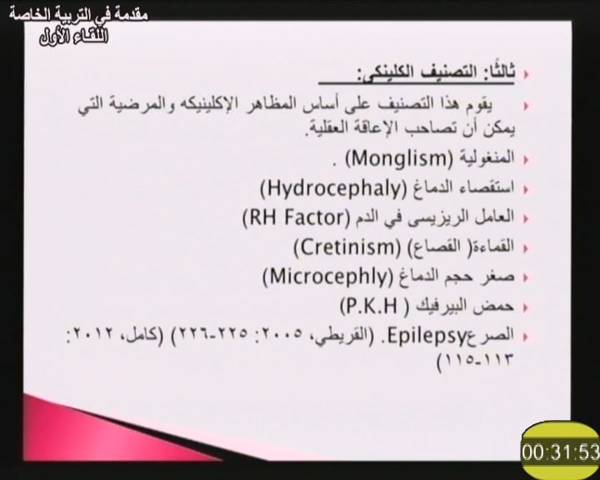 مقدمة في التربية الخاصة
اللقاء الأول
ثالثًا: التصنيف الكلينكى:
يقوم هذا التصنيف على أساس المظاهر الإكلينيكه والمرضية التي
يمكن أن تصاحب الإعاقة العقلية.
المنغولية (Monglism) .
استقصاء الدماغ (Hydrocephaly)
العامل الريزيسى في الدم (RH Factor)
القماءة( القصاع) (Cretinism)
صغر حجم الدماغ (Microcephly)
حمض البيرفيك ( P.K.H)
الصرعEpilepsy. (القريطي، ٢٠٠٥: ٢٢٥-٢٢٦) (كامل، ٢٠١٢:
١١٣-١١٥)
00:31:53